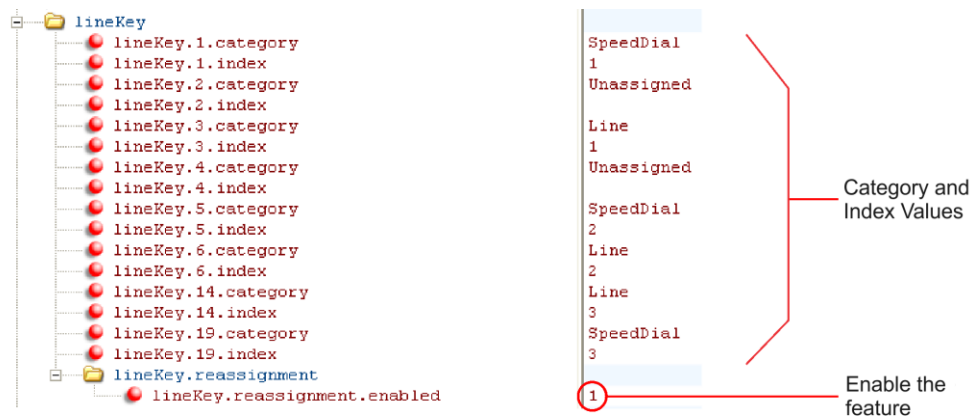 lineKey
lineKey.1.category SpeedDial
lineKey.1.index 1
lineKey.2.category Unassigned
lineKey.2.index
lineKey.3.category Line
lineKey.3.index 1
lineKey.4.category Unassigned
lineKey.4.index
lineKey.5.category SpeedDial
lineKey.5.index 2
lineKey.6.category Line
lineKey.6.index 2
lineKey.14.category Line
lineKey.14.index 3
lineKey.19.category SpeedDial
lineKey.19.index 3
lineKey.reassignment
lineKey.reassignment.enabled 1
Category and
Index Values
Enable the
feature